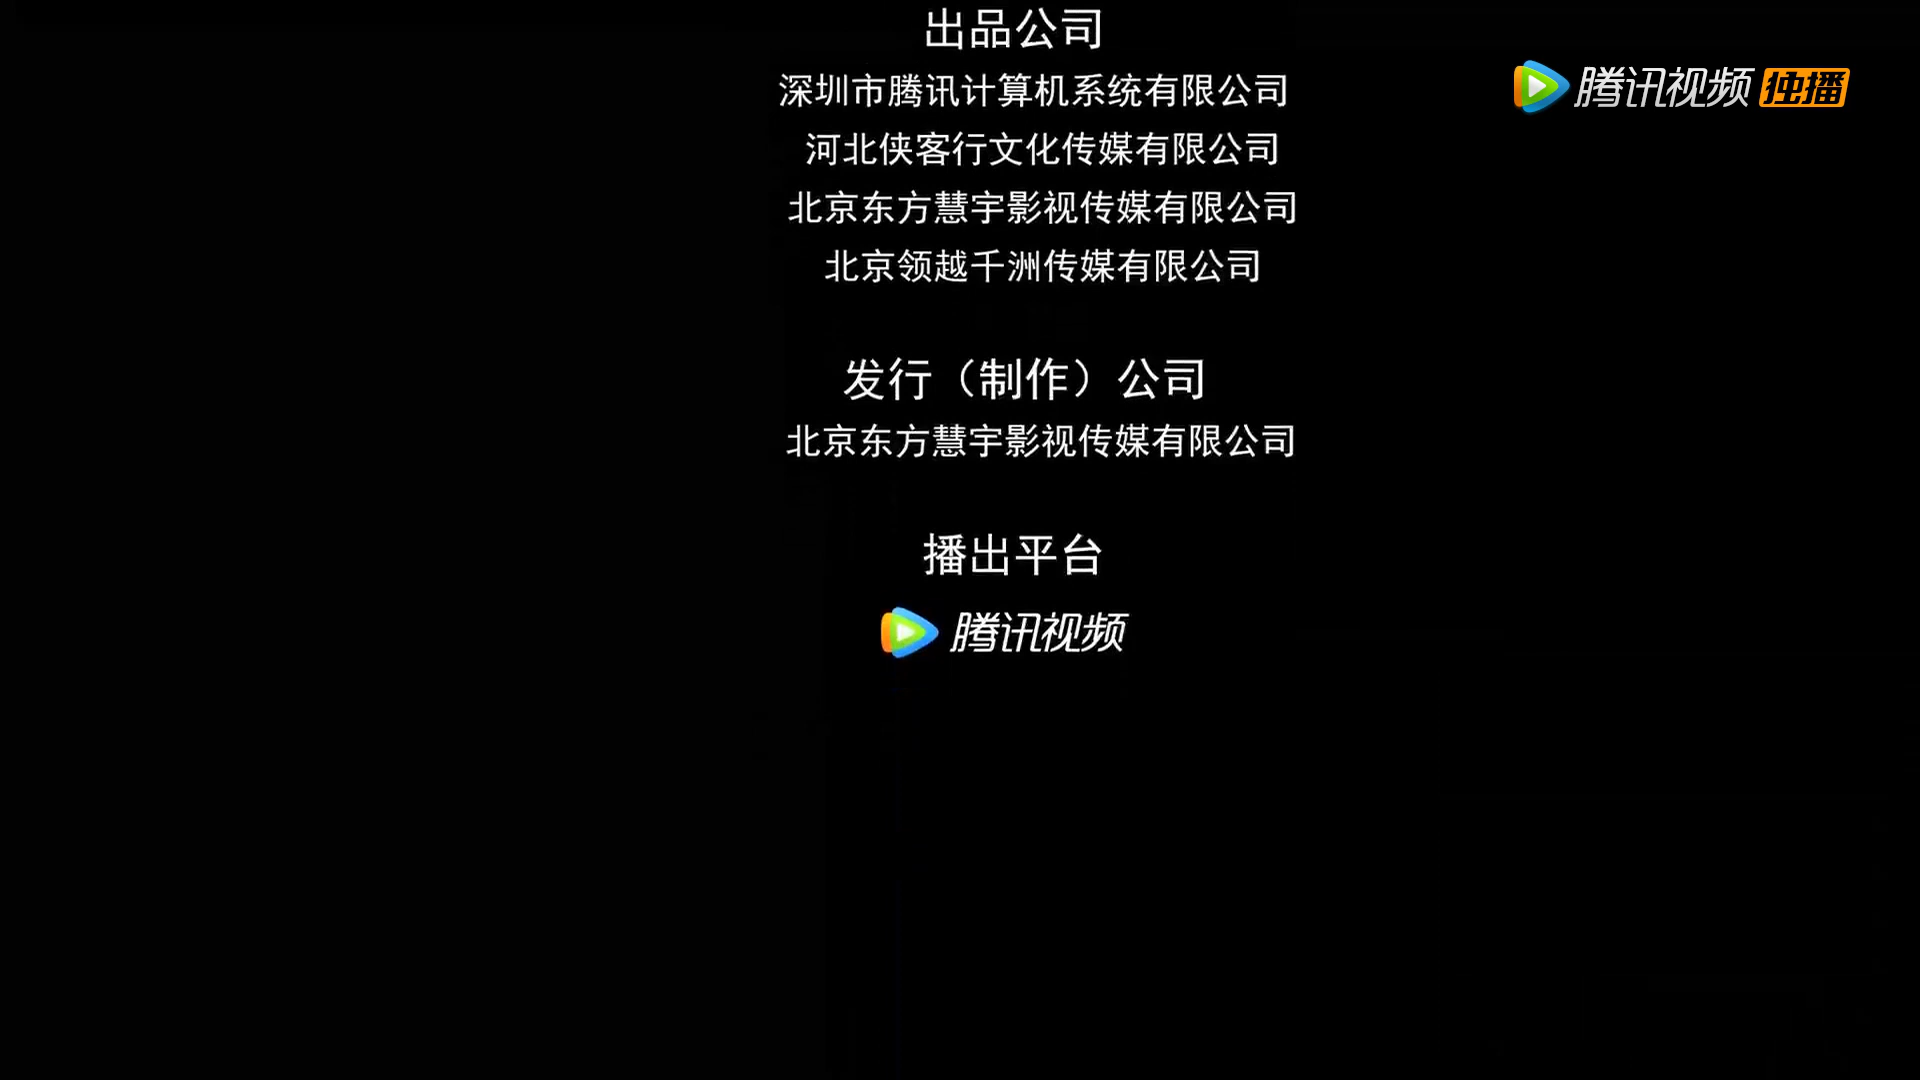 出品公司
深圳市腾讯计算机系统有限公司
腾讯视频 独播
河北侠客行文化传媒有限公司
北京东方慧宇影视传媒有限公司
北京领越千洲传媒有限公司
发行（制作）公司
北京东方慧宇影视传媒有限公司
播出平台
腾讯视频